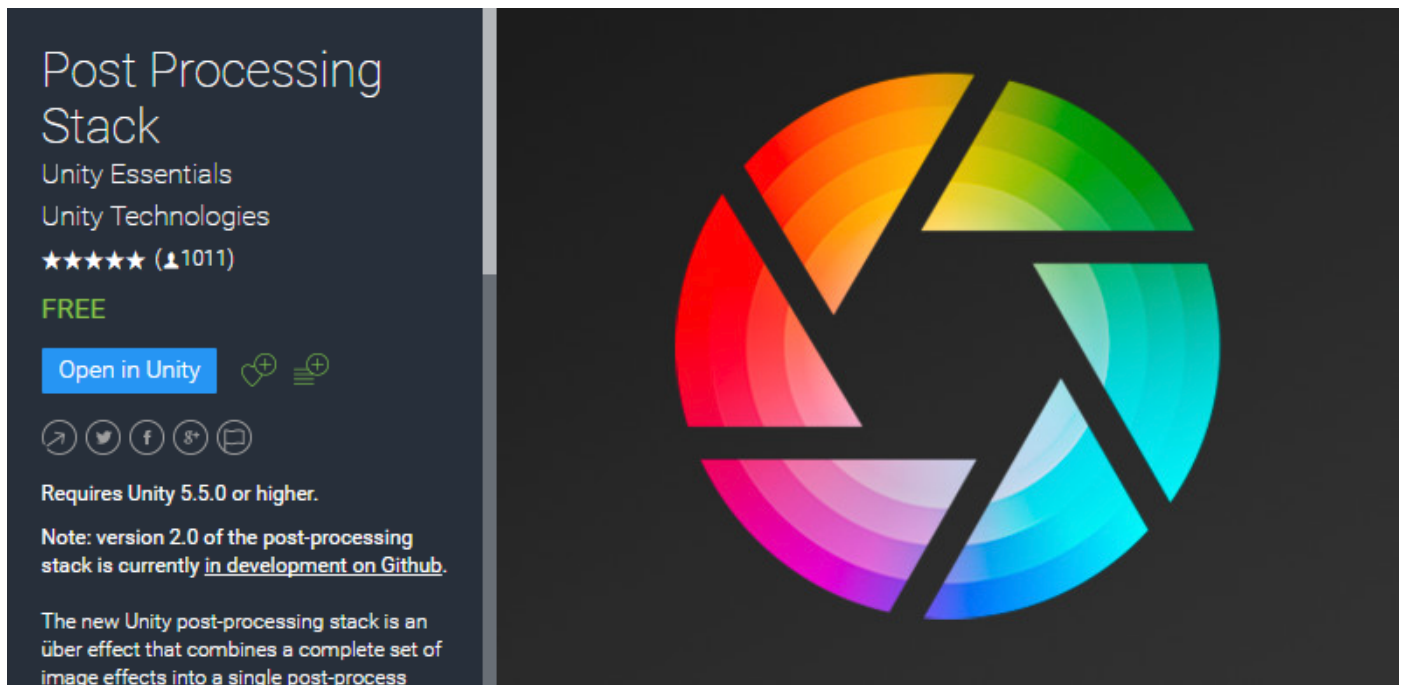 Post Processing
Stack
Unity Essentials
Unity Technologies
★★★★★ (1011)
FREE
Open in Unity
Requires Unity 5.5.0 or higher.
Note: version 2.0 of the post-processing
stack is currently in development on Github.
The new Unity post-processing stack is an
über effect that combines a complete set of
image effects into a single post-process